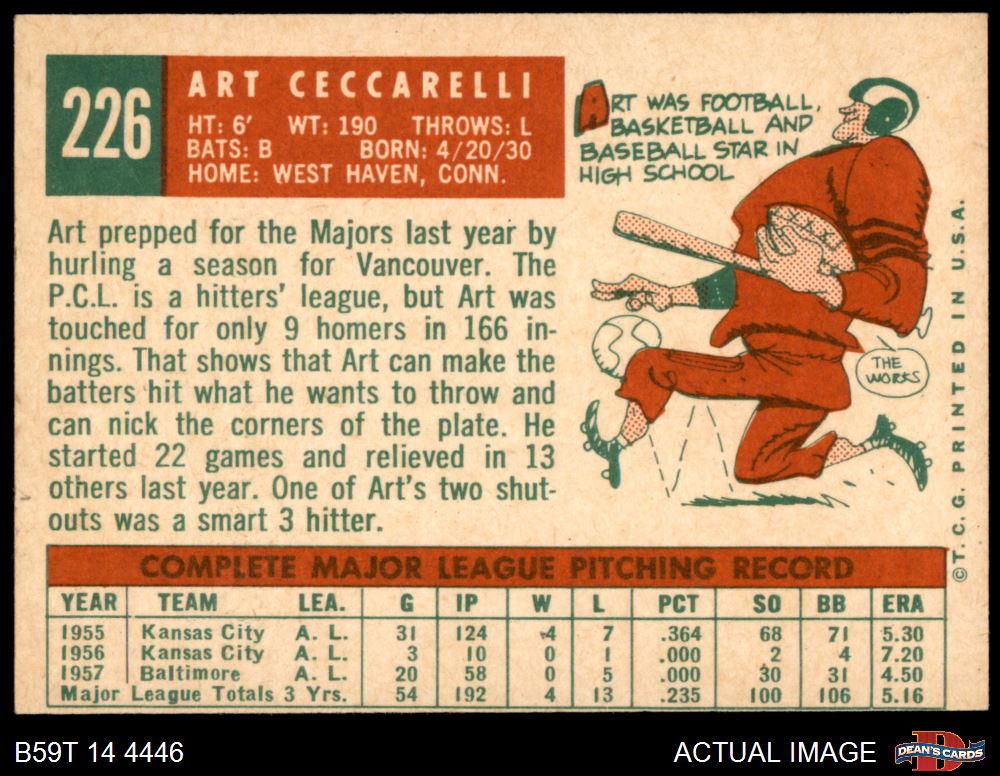 226
ART CECCARELLI
HT: 6' WT: 190 THROWS: L
BATS: B BORN: 4/20/30
HOME: WEST HAVEN, CONN.
ART WAS FOOTBALL,
BASKETBALL AND
BASEBALL STAR IN
HIGH SCHOOL
THE
WORKS
Art prepped for the Majors last year by
hurling a season for Vancouver. The
P.C.L. is a hitters' league, but Art was
touched for only 9 homers in 166 in-
nings. That shows that Art can make the
batters hit what he wants to throw and
can nick the corners of the plate. He
started 22 games and relieved in 13
others last year. One of Art's two shut-
outs was a smart 3 hitter.
©T. C. G. PRINTED IN U.S.A.
COMPLETE MAJOR LEAGUE PITCHING RECORD
YEAR TEAM LEA. G IP W L PCT SO BB ERA
1955 Kansas City A. L. 31 124 4 7 .364 68 71 5.30
1956 Kansas City A. L. 3 10 0 1 .000 2 4 7.20
1957 Baltimore A. L. 20 58 0 5 .000 30 31 4.50
Major League Totals 3 Yrs. 54 192 4 13 .235 100 106 5.16
B59T 14 4446
ACTUAL IMAGE
DEAN'S CARDS